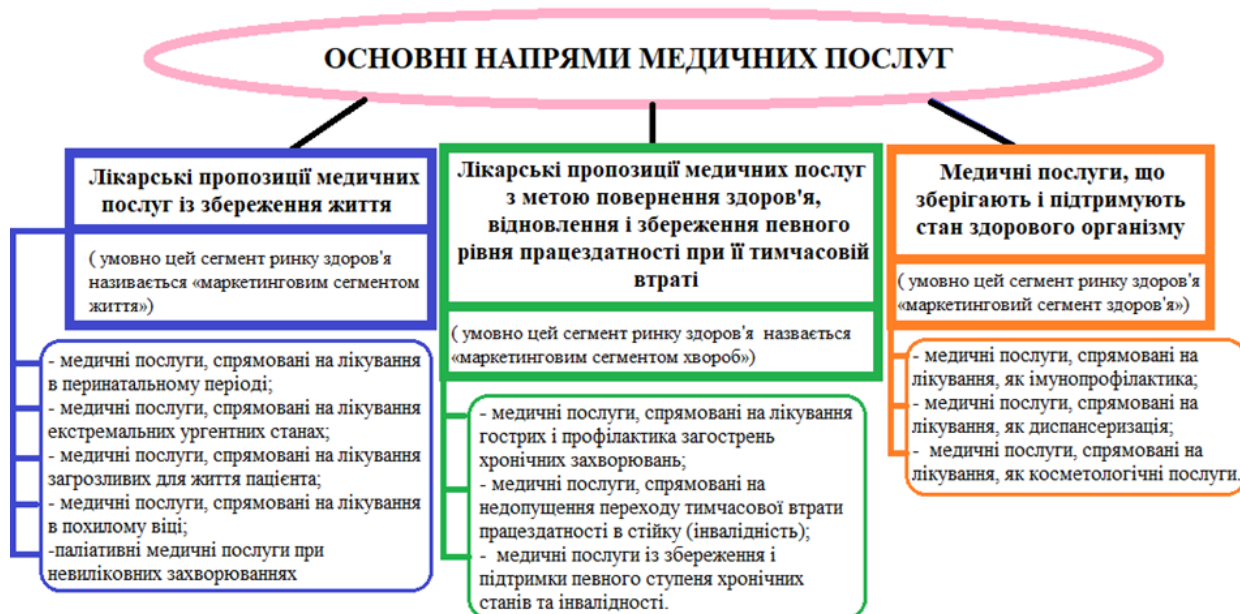 ОСНОВНІ НАПРЯМИ МЕДИЧНИХ ПОСЛУГ
Лікарські пропозиції медичних
послуг із збереження життя
( умовно цей сегмент ринку здоров'я
називається «маркетинговим сегментом
життя»)
- медичні послуги, спрямовані на лікування
в перинатальному періоді;
- медичні послуги, спрямовані на лікування
екстремальних ургентних станах;
- медичні послуги, спрямовані на лікування
загрозливих для життя пацієнта;
- медичні послуги, спрямовані на лікування
в похилому віці;
-паліативні медичні послуги при
невиліковних захворюваннях
Лікарські пропозиції медичних послуг
з метою повернення здоров'я,
відновлення і збереження певного
рівня працездатності при її тимчасовій
втраті
( умовно цей сегмент ринку здоров'я назвається
«маркетинговим сегментом хвороб»)
- медичні послуги, спрямовані на лікування
гострих і профілактика загострень
хронічних захворювань;
- медичні послуги, спрямовані на
недопущення переходу тимчасової втрати
працездатності в стійку (інвалідність);
- медичні послуги із збереження і
підтримки певного ступеня хронічних
станів та інвалідності.
Медичні послуги, що
зберігають і підтримують
стан здорового організму
( умовно цей сегмент ринку здоров'я
«маркетинговий сегмент здоров'я»)
- медичні послуги, спрямовані на
лікування, як імунопрофілактика;
- медичні послуги, спрямовані на
лікування, як диспансеризація;
- медичні послуги, спрямовані на
лікування, як косметологічні послуги.